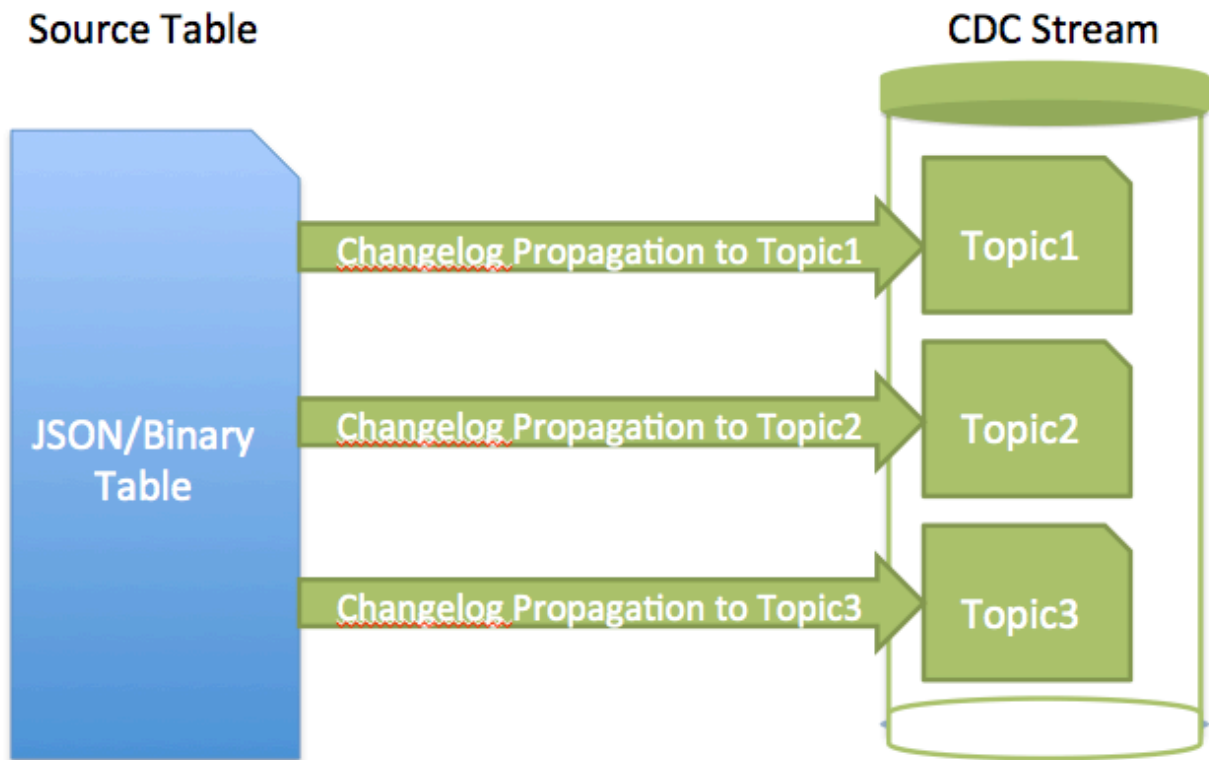 Source Table
CDC Stream
Changelog Propagation to Topic1
Topic1
Changelog Propagation to Topic2
Topic2
JSON/Binary
Table
Changelog Propagation to Topic3
Topic3